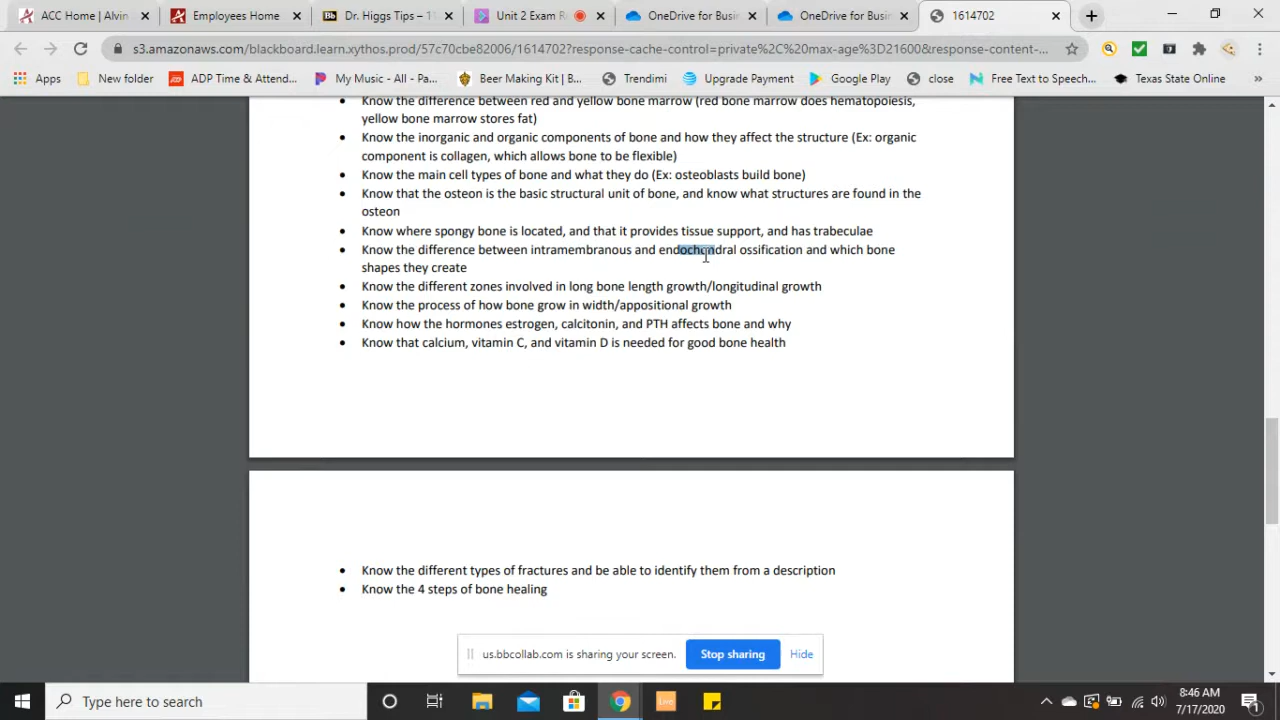 ACC Home | Alvin
Employees Home
Dr. Higgs Tips – 1
Unit 2 Exam R
OneDrive for Busi
OneDrive for Busi
1614702
s3.amazonaws.com/blackboard.learn.xythos.prod/57c70cbe82006/1614702?response-cache-control=private%2C%20max-age%3D21600&response-content-...
Apps
New folder
ADP Time & Attend...
My Music - All - Pa...
Beer Making Kit | B...
Trendimi
Upgrade Payment
Google Play
close
Free Text to Speech...
Texas State Online
• Know the difference between red and yellow bone marrow (red bone marrow does hematopoiesis,
yellow bone marrow stores fat)
• Know the inorganic and organic components of bone and how they affect the structure (Ex: organic
component is collagen, which allows bone to be flexible)
• Know the main cell types of bone and what they do (Ex: osteoblasts build bone)
• Know that the osteon is the basic structural unit of bone, and know what structures are found in the
osteon
• Know where spongy bone is located, and that it provides tissue support, and has trabeculae
• Know the difference between intramembranous and endochondral ossification and which bone
shapes they create
• Know the different zones involved in long bone length growth/longitudinal growth
• Know the process of how bone grow in width/appositional growth
• Know how the hormones estrogen, calcitonin, and PTH affects bone and why
• Know that calcium, vitamin C, and vitamin D is needed for good bone health
• Know the different types of fractures and be able to identify them from a description
• Know the 4 steps of bone healing
us.bbcollab.com is sharing your screen.
Stop sharing
Hide
Type here to search
Live
8:46 AM
7/17/2020